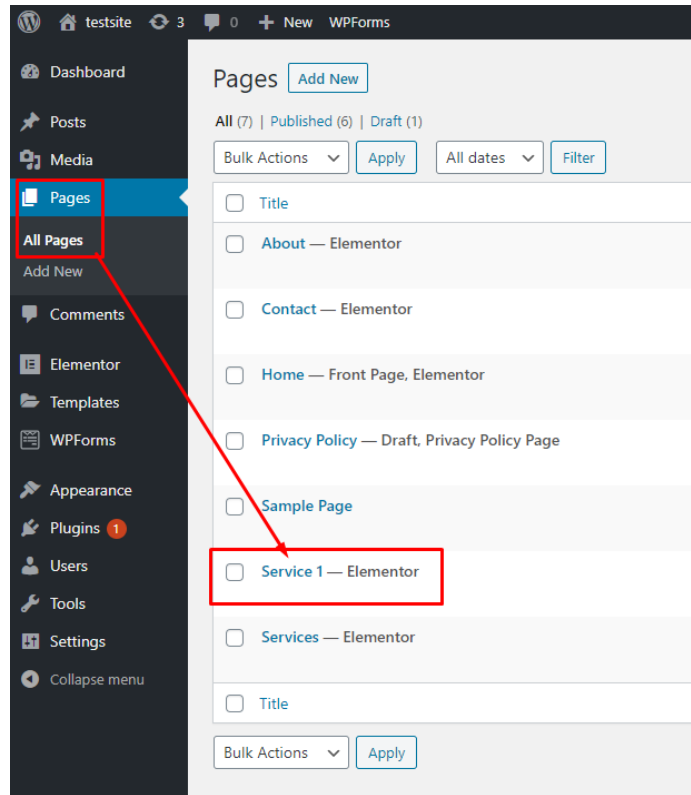 testsite 3 0 + New WPForms
Dashboard
Posts
Media
Pages
All Pages
Add New
Comments
Elementor
Templates
WPForms
Appearance
Plugins 1
Users
Tools
Settings
Collapse menu
Pages Add New
All (7) | Published (6) | Draft (1)
Bulk Actions Apply All dates Filter
Title
About — Elementor
Contact — Elementor
Home — Front Page, Elementor
Privacy Policy — Draft, Privacy Policy Page
Sample Page
Service 1 — Elementor
Services — Elementor
Title
Bulk Actions Apply